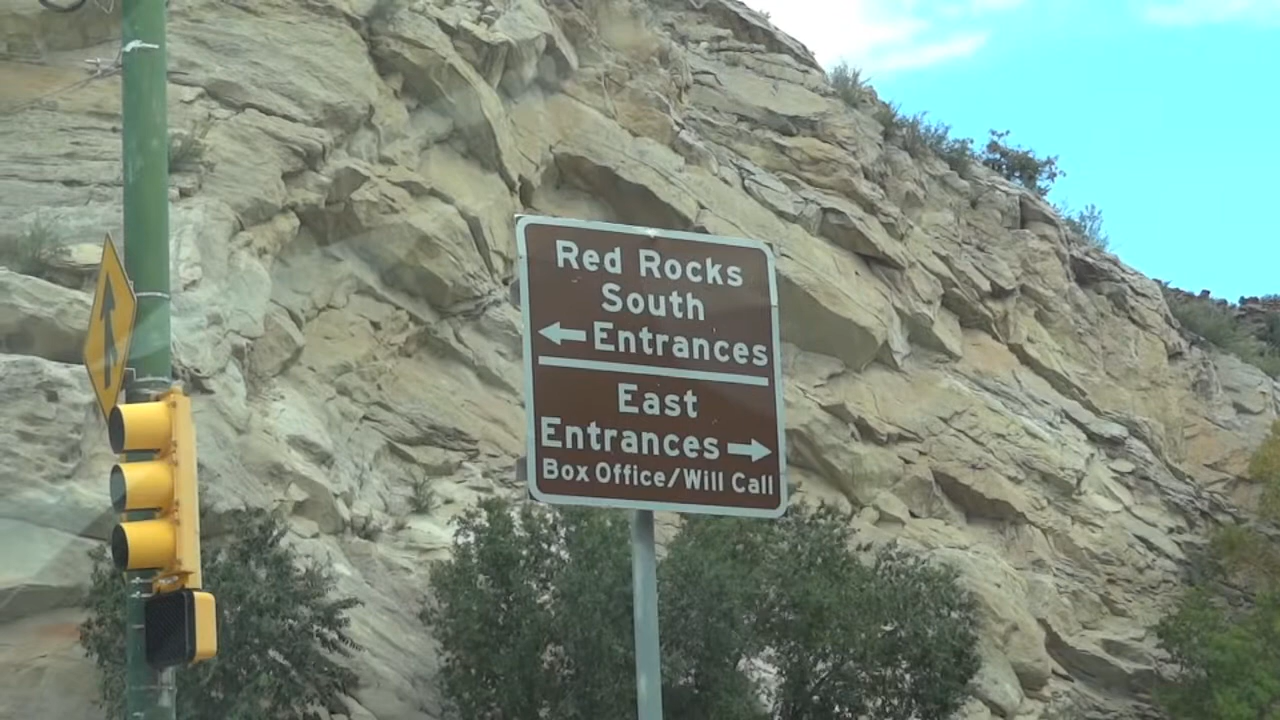 Red Rocks
South
← Entrances
East
Entrances →
Box Office/Will Call